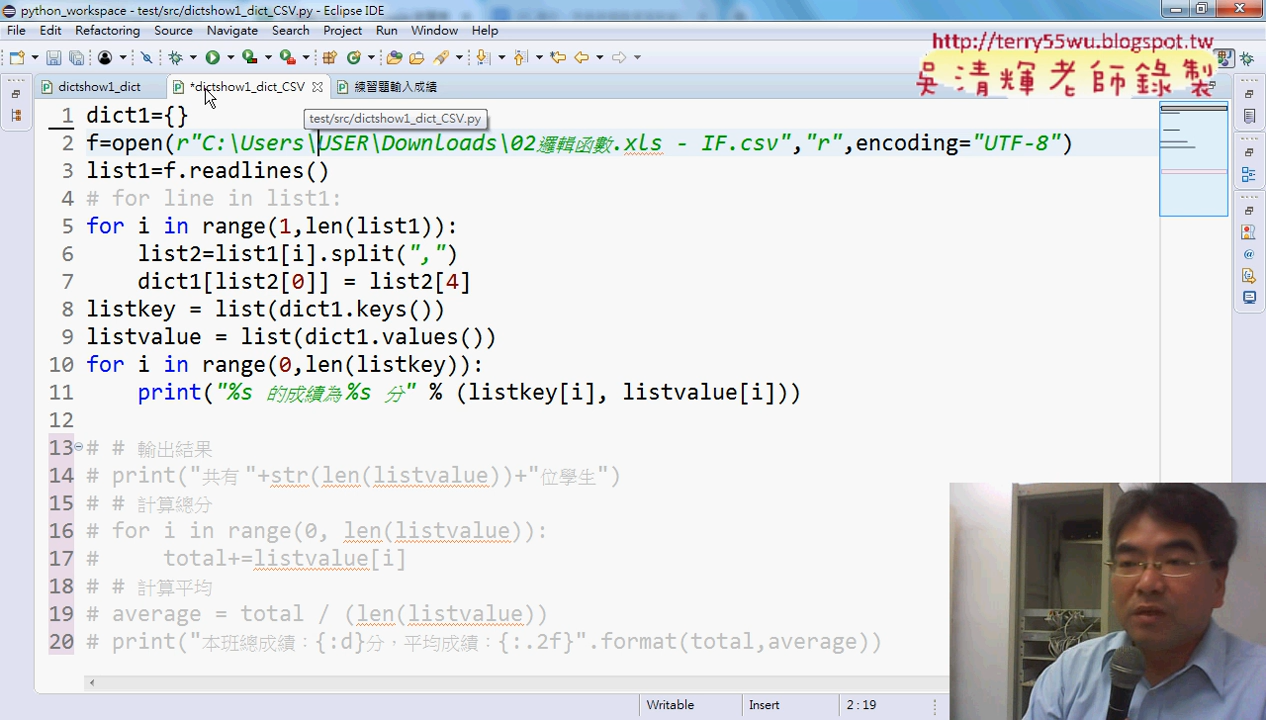 python_workspace - test/src/dictshow1_dict_CSV.py - Eclipse IDE
File Edit Refactoring Source Navigate Search Project Run Window Help
http://terry55wu.blogspot.tw
吳清輝老師錄製
dictshow1_dict *dictshow1_dict_CSV 練習題輸入成績
test/src/dictshow1_dict_CSV.py
1 dict1={}
2 f=open(r"C:\Users\USER\Downloads\02邏輯函數.xls - IF.csv","r",encoding="UTF-8")
3 list1=f.readlines()
4 # for line in list1:
5 for i in range(1,len(list1)):
6 list2=list1[i].split(",")
7 dict1[list2[0]] = list2[4]
8 listkey = list(dict1.keys())
9 listvalue = list(dict1.values())
10 for i in range(0,len(listkey)):
11 print("%s 的成績為%s 分" % (listkey[i], listvalue[i]))
12
13 # # 輸出結果
14 # print("共有 "+str(len(listvalue))+"位學生")
15 # # 計算總分
16 # for i in range(0, len(listvalue)):
17 # total+=listvalue[i]
18 # # 計算平均
19 # average = total / (len(listvalue))
20 # print("本班總成績：{:d}分，平均成績：{:.2f}".format(total,average))
Writable Insert 2 : 19